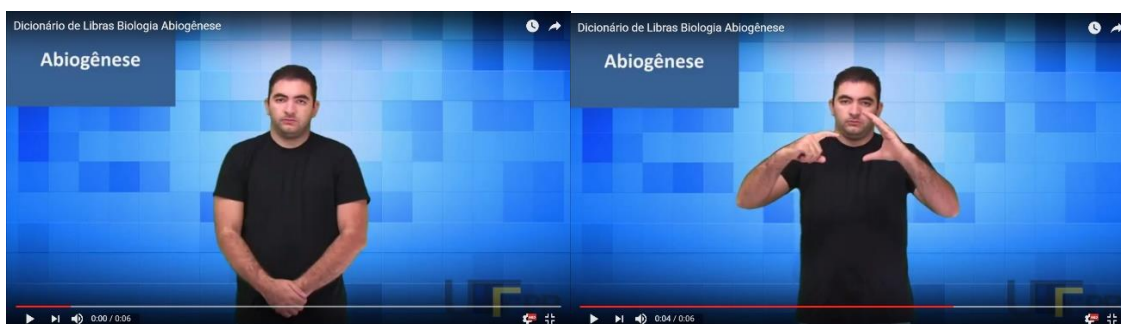 Dicionário de Libras Biologia Abiogênese
Abiogênese
0:00 / 0:06
Dicionário de Libras Biologia Abiogênese
Abiogênese
0:04 / 0:06